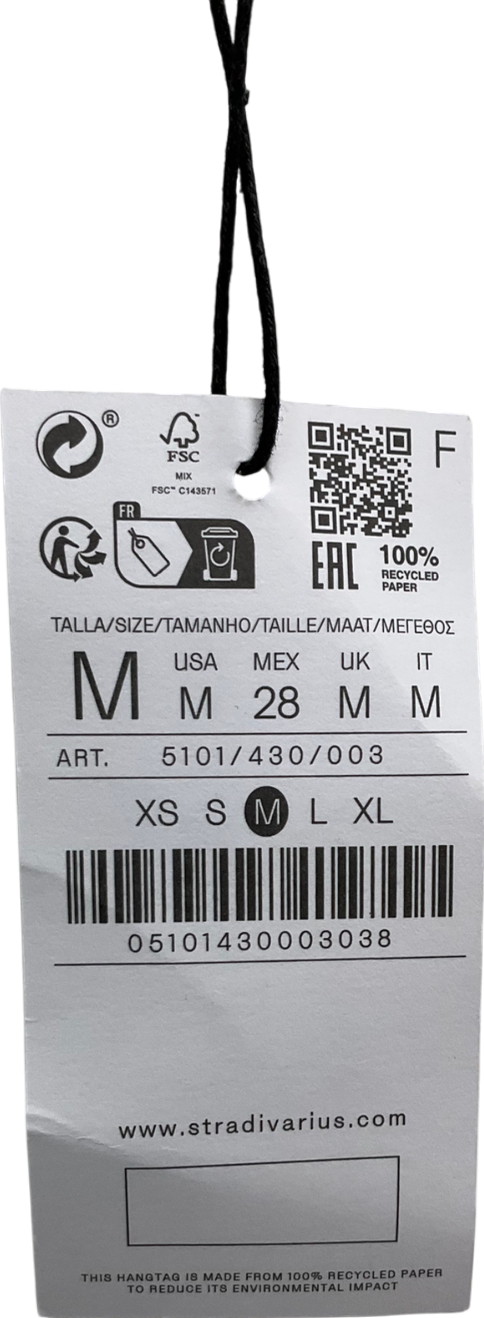 ®
FSC™
MIX
FSC™ C143571
F
FR
EAC
100%
RECYCLED
PAPER
TALLA/SIZE/TAMANHO/TAILLE/MAAT/ΜΕΓΕΘΟΣ
M
USA MEX UK IT
M 28 M M
ART. 5101/430/003
XS S M L XL
05101430003038
www.stradivarius.com
THIS HANGTAG IS MADE FROM 100% RECYCLED PAPER
TO REDUCE ITS ENVIRONMENTAL IMPACT